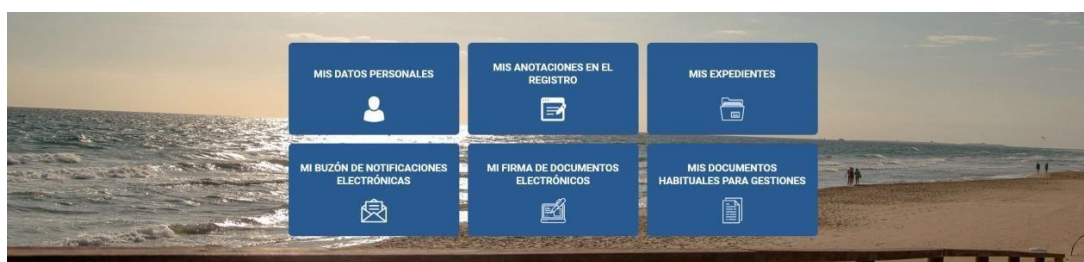 MIS DATOS PERSONALES
MIS ANOTACIONES EN EL
REGISTRO
MIS EXPEDIENTES
MI BUZÓN DE NOTIFICACIONES
ELECTRÓNICAS
MI FIRMA DE DOCUMENTOS
ELECTRÓNICOS
MIS DOCUMENTOS
HABITUALES PARA GESTIONES